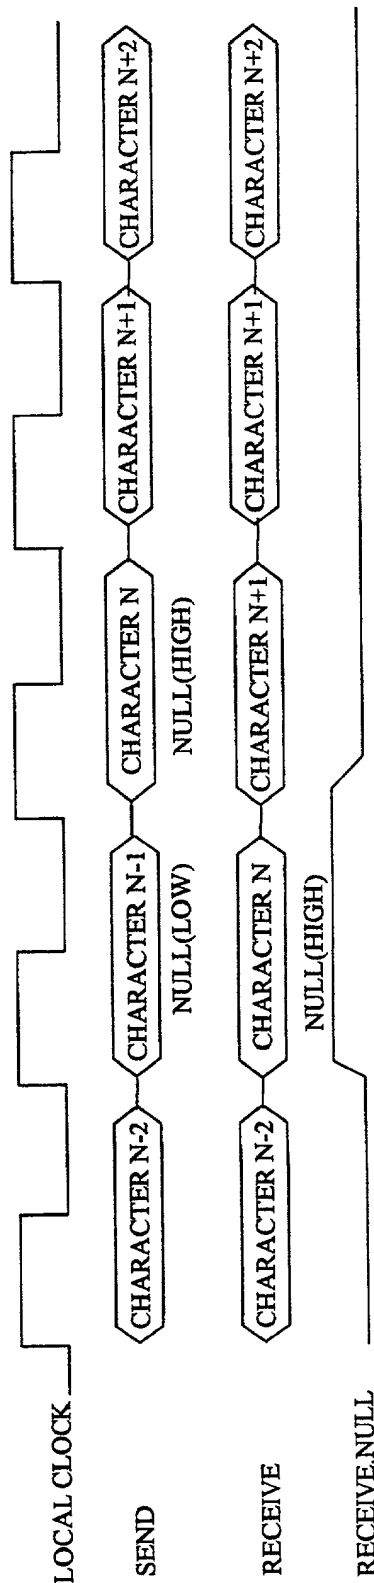 LOCAL CLOCK
SEND
CHARACTER N-2
CHARACTER N-1
CHARACTER N
CHARACTER N+1
CHARACTER N+2
NULL(LOW)
NULL(HIGH)
RECEIVE
CHARACTER N-2
CHARACTER N
CHARACTER N+1
CHARACTER N+1
CHARACTER N+2
NULL(HIGH)
RECEIVE.NULL